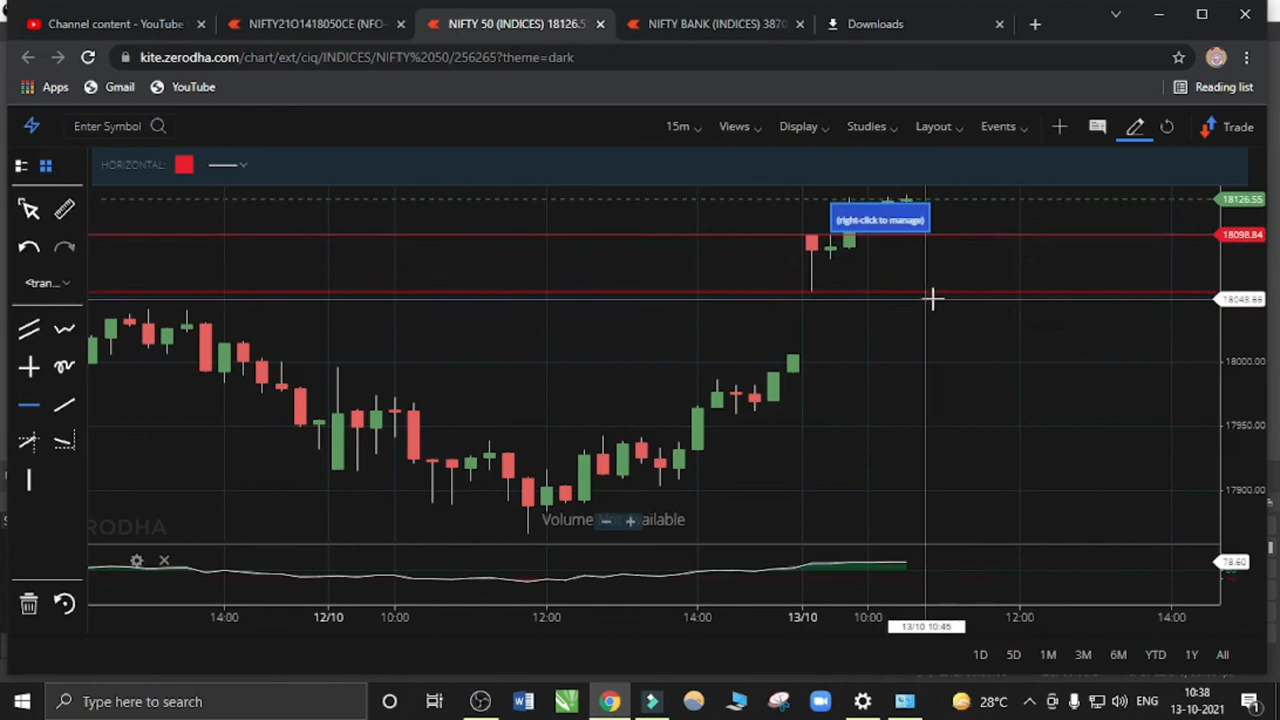 Channel content - YouTube
NIFTY21O1418050CE (NFO-
NIFTY 50 (INDICES) 18126.5
NIFTY BANK (INDICES) 3870
Downloads
kite.zerodha.com/chart/ext/ciq/INDICES/NIFTY%2050/256265?theme=dark
Apps
Gmail
YouTube
Reading list
Enter Symbol
15m
Views
Display
Studies
Layout
Events
Trade
HORIZONTAL:
18126.55
(right-click to manage)
18098.84
<tran...
18048.66
18000.00
17950.00
17900.00
Volume
ailable
78.60
14:00
12/10
10:00
12:00
14:00
13/10
10:00
12:00
14:00
13/10 10:45
1D
5D
1M
3M
6M
YTD
1Y
All
Type here to search
28°C
ENG
10:38
13-10-2021